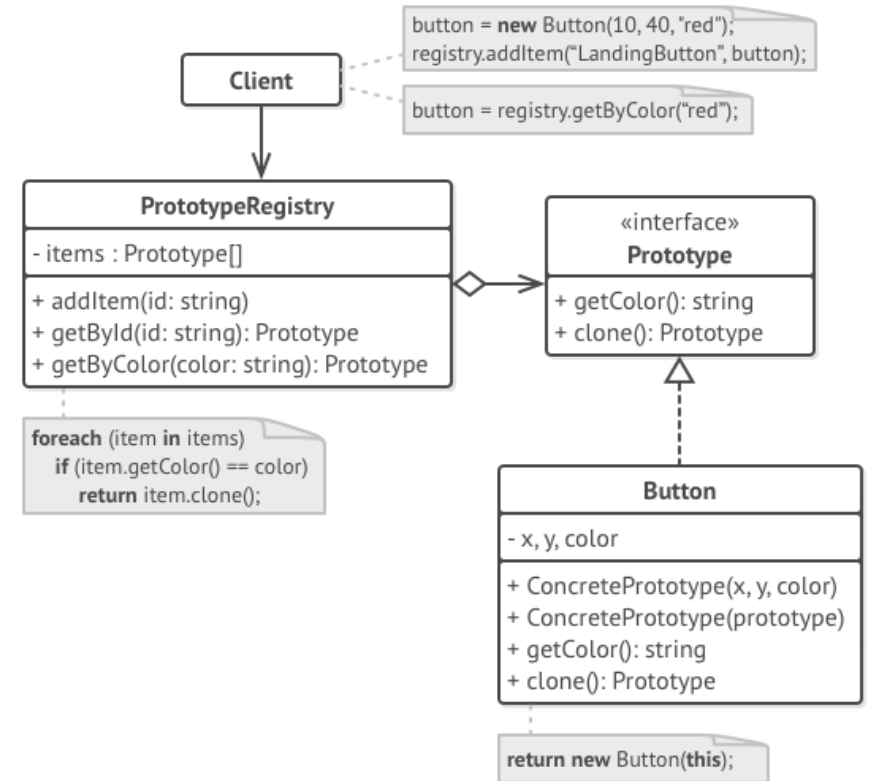 button = new Button(10, 40, "red");
registry.addItem(“LandingButton”, button);
Client
button = registry.getByColor(“red”);
PrototypeRegistry
- items : Prototype[]
+ addItem(id: string)
+ getById(id: string): Prototype
+ getByColor(color: string): Prototype
foreach (item in items)
if (item.getColor() == color)
return item.clone();
«interface»
Prototype
+ getColor(): string
+ clone(): Prototype
Button
- x, y, color
+ ConcretePrototype(x, y, color)
+ ConcretePrototype(prototype)
+ getColor(): string
+ clone(): Prototype
return new Button(this);